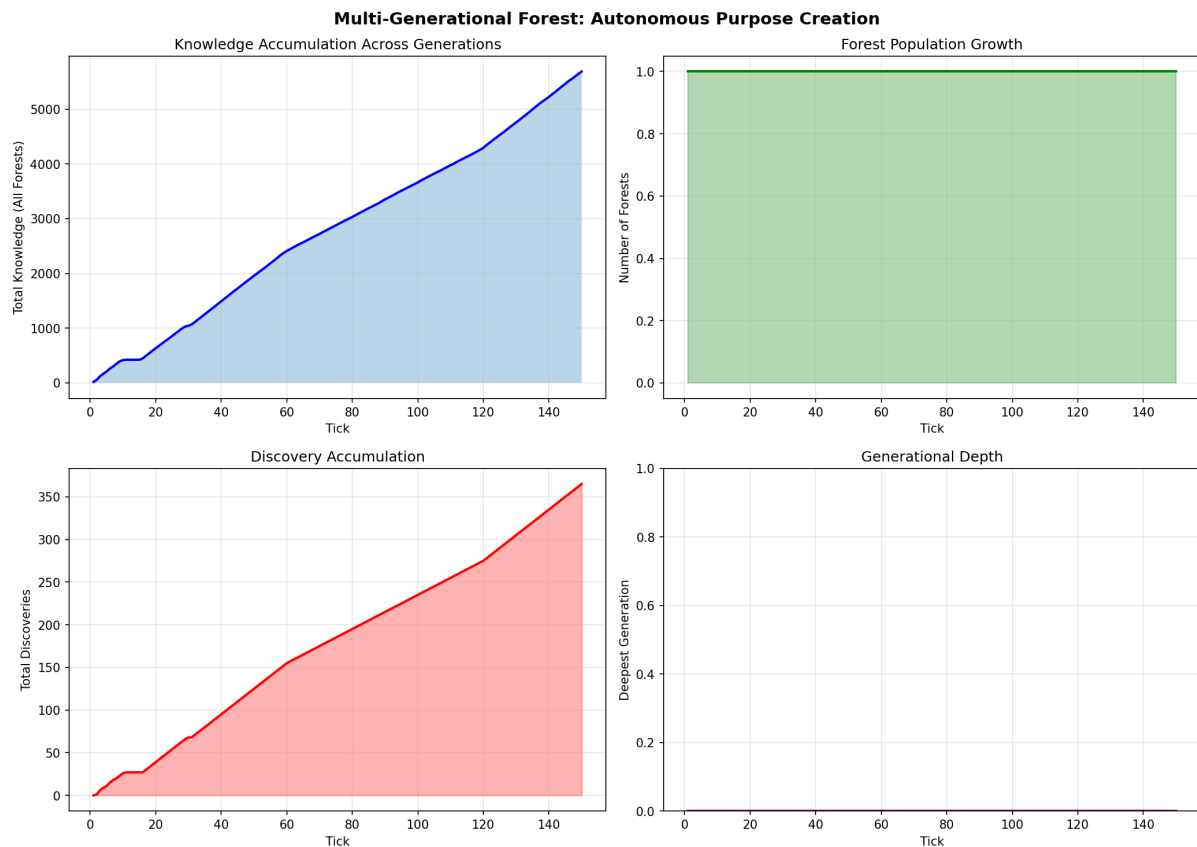 Multi-Generational Forest: Autonomous Purpose Creation
Knowledge Accumulation Across Generations
Total Knowledge (All Forests)
5000
4000
3000
2000
1000
0
0 20 40 60 80 100 120 140
Tick
Forest Population Growth
Number of Forests
1.0
0.8
0.6
0.4
0.2
0.0
0 20 40 60 80 100 120 140
Tick
Discovery Accumulation
Total Discoveries
350
300
250
200
150
100
50
0
0 20 40 60 80 100 120 140
Tick
Generational Depth
Deepest Generation
1.0
0.8
0.6
0.4
0.2
0.0
0 20 40 60 80 100 120 140
Tick